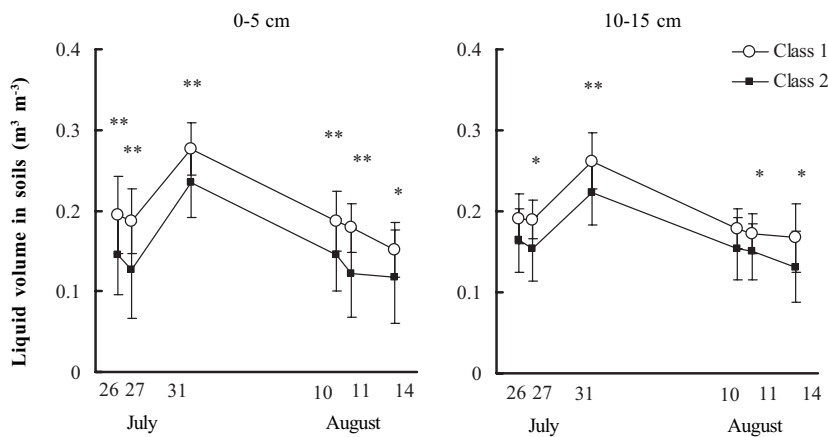 0-5 cm
10-15 cm
Class 1
Class 2
Liquid volume in soils (m³ m⁻³)
0.4
0.3
0.2
0.1
0
**
**
**
**
**
*
26 27 31 10 11 14
July August
0.4
0.3
0.2
0.1
0
*
**
*
*
26 27 31 10 11 14
July August